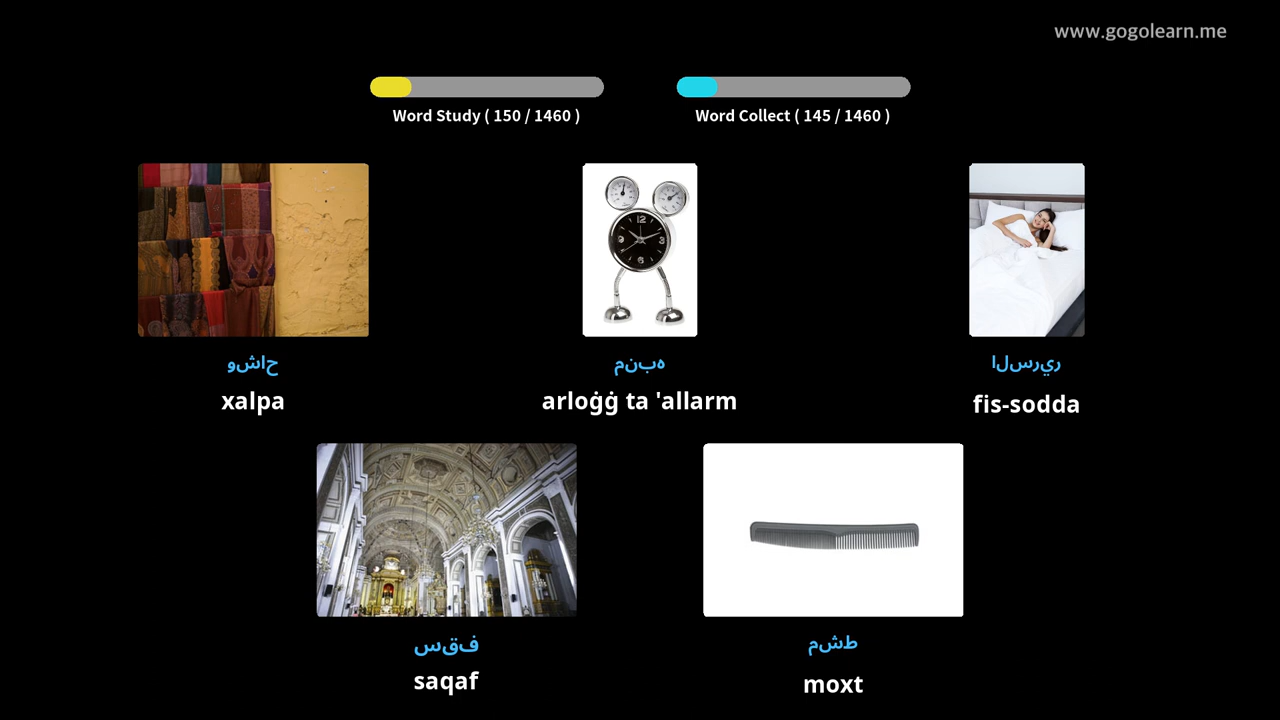 www.gogolearn.me
Word Study ( 150 / 1460 )
Word Collect ( 145 / 1460 )
وشاح
xalpa
منبه
arloġġ ta 'allarm
السرير
fis-sodda
سقف
saqaf
مشط
moxt